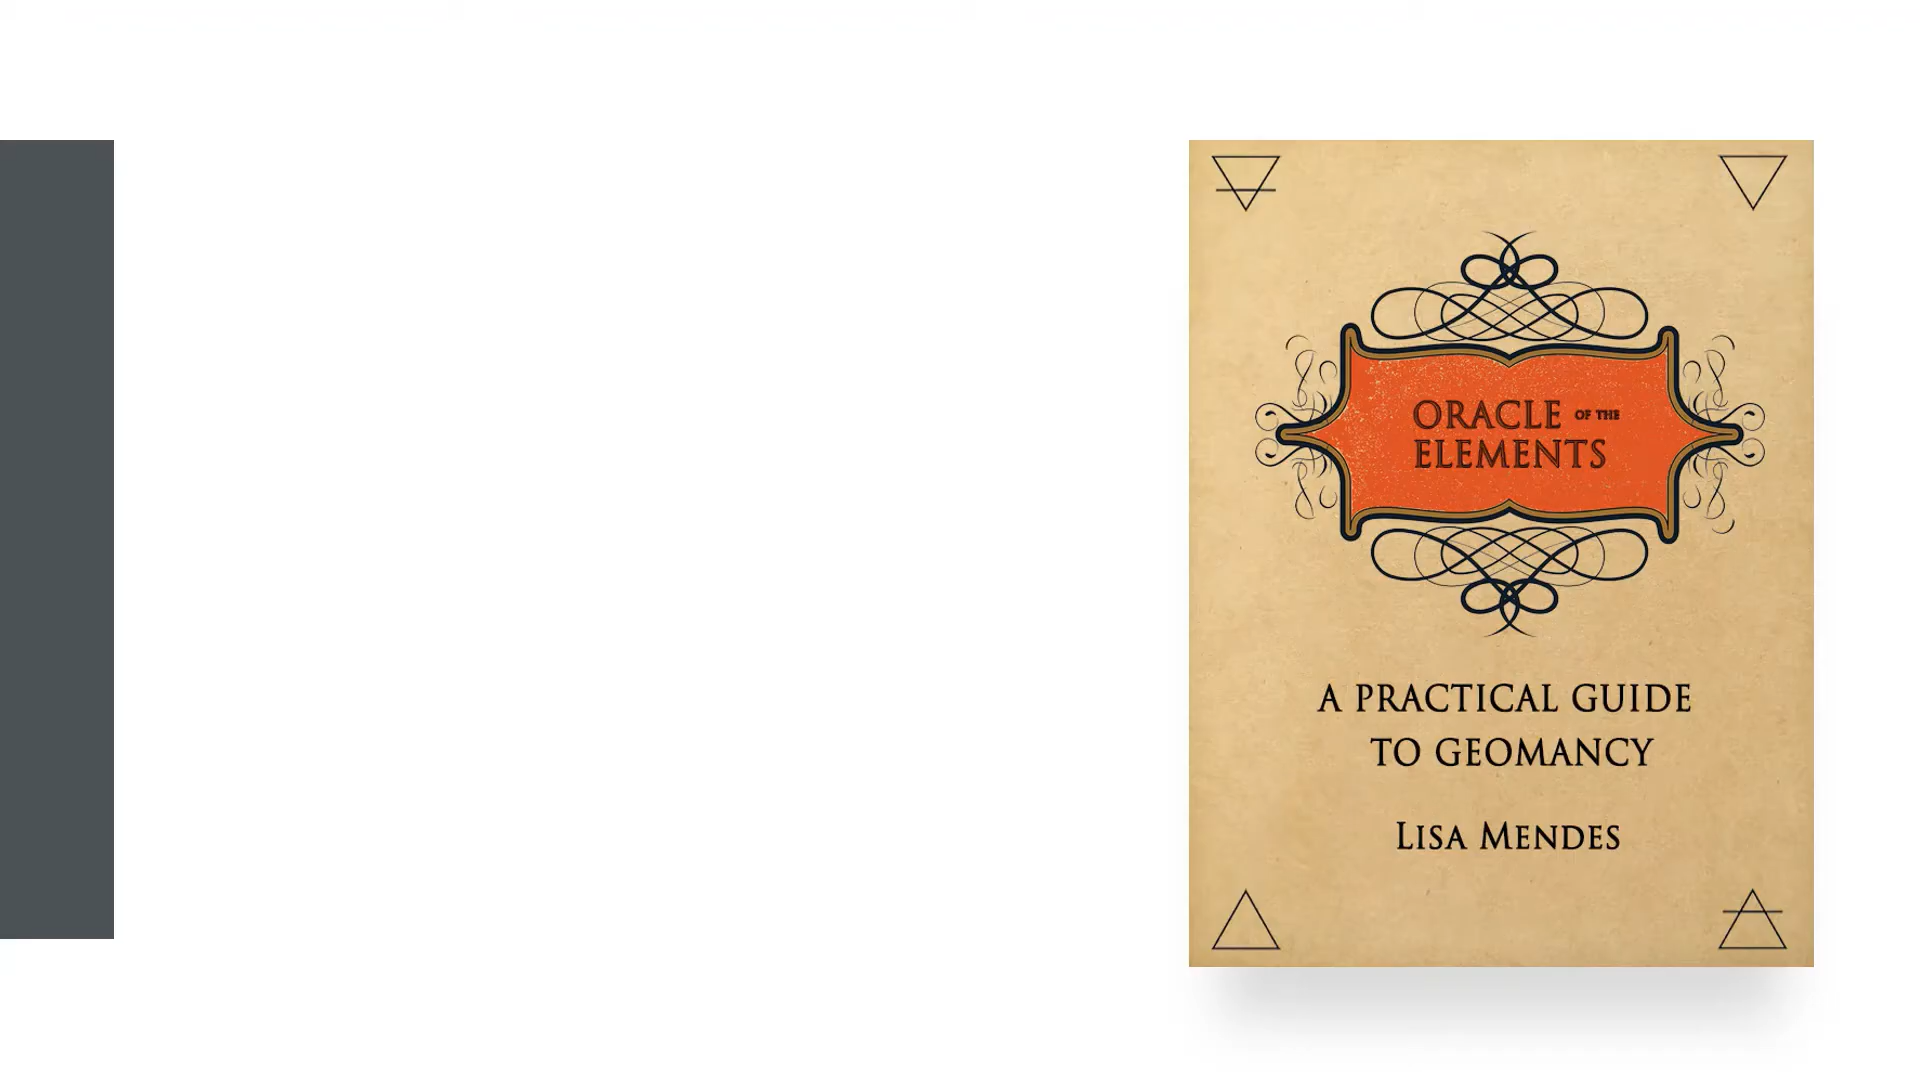 ORACLE OF THE
ELEMENTS
A PRACTICAL GUIDE
TO GEOMANCY
LISA MENDES